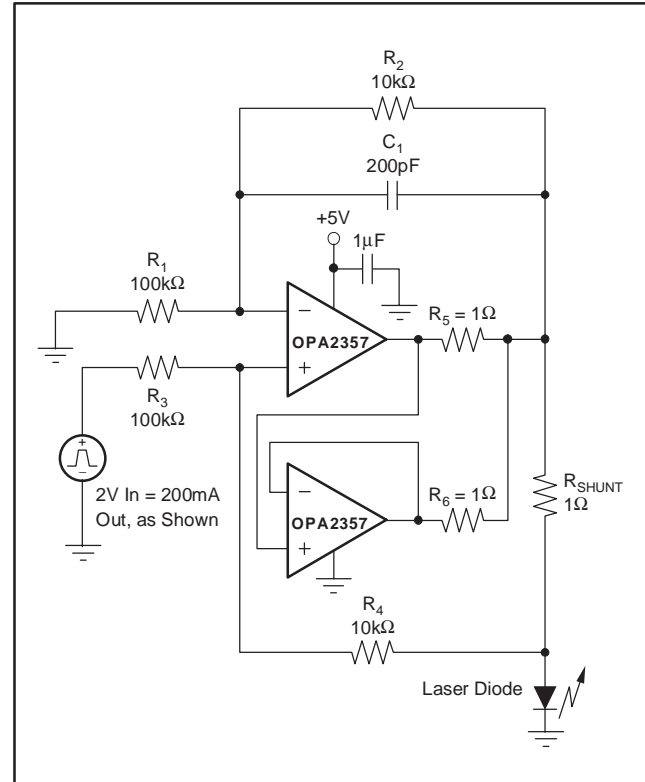 R2
10kΩ
C1
200pF
+5V
1μF
R1
100kΩ
−
OPA2357
+
R5 = 1Ω
R3
100kΩ
+
−
2V In = 200mA
Out, as Shown
−
OPA2357
+
R6 = 1Ω
RSHUNT
1Ω
R4
10kΩ
Laser Diode